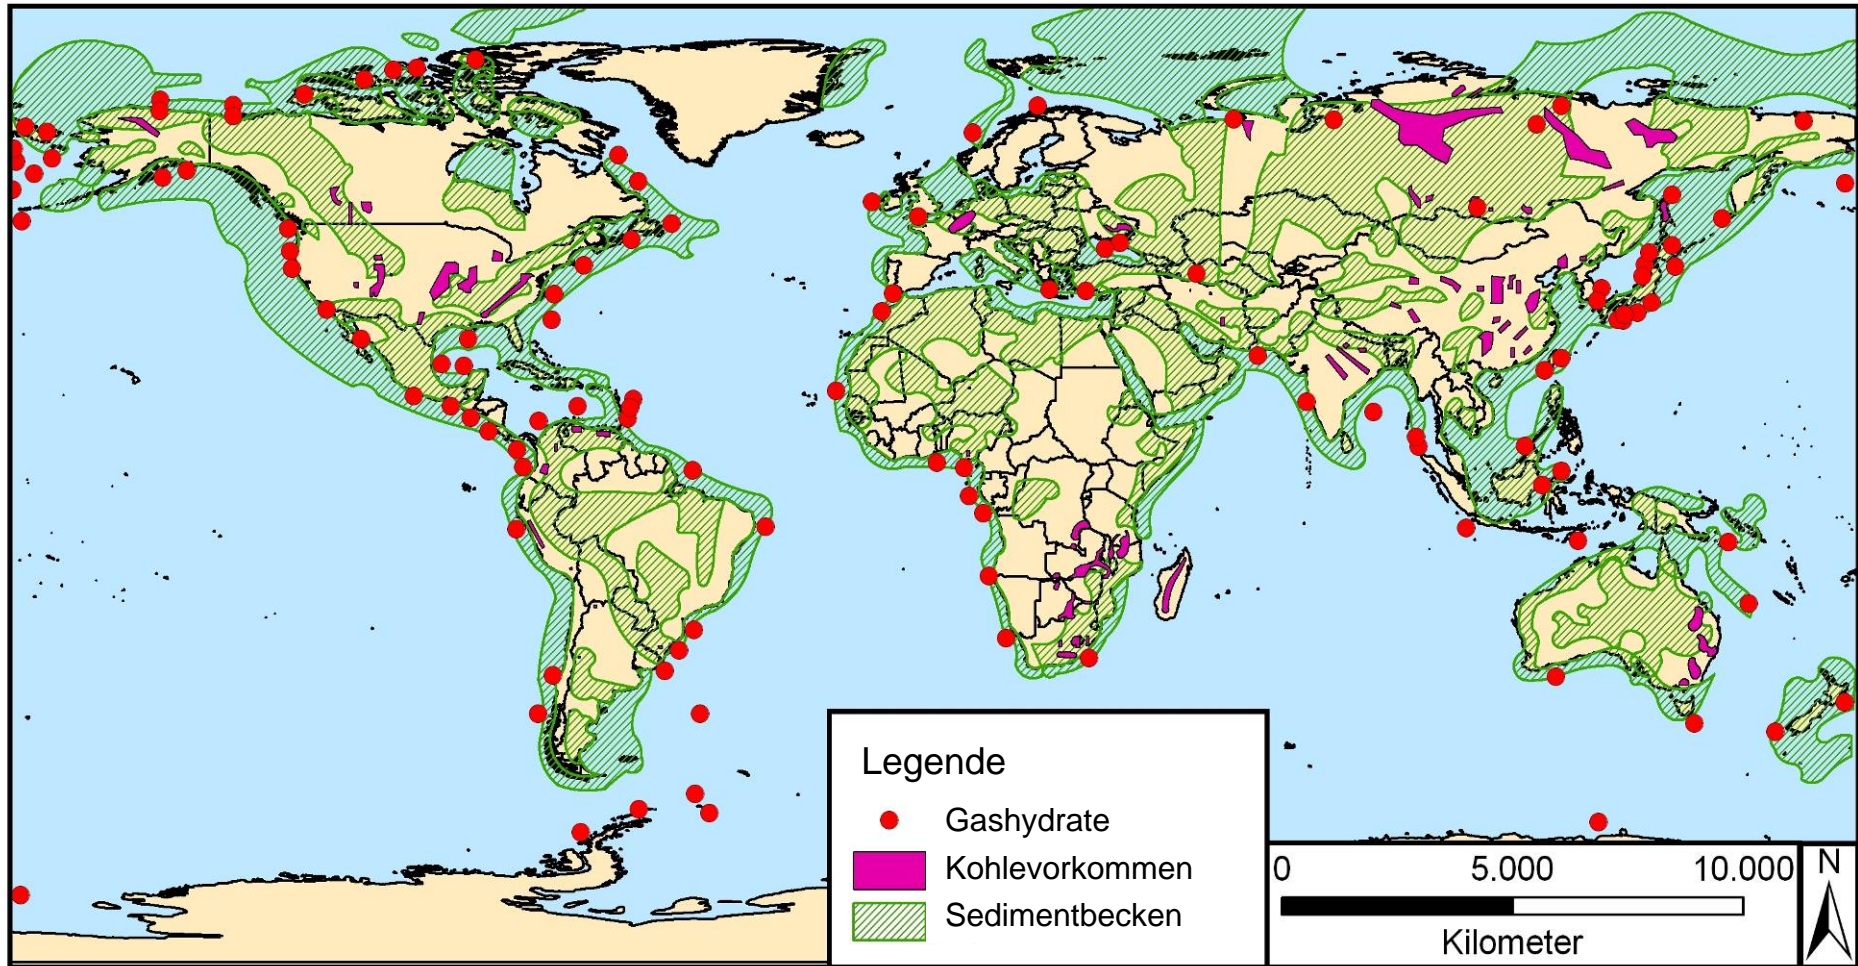 Legende
Gashydrate
Kohlevorkommen
Sedimentbecken
0 5.000 10.000
Kilometer
N